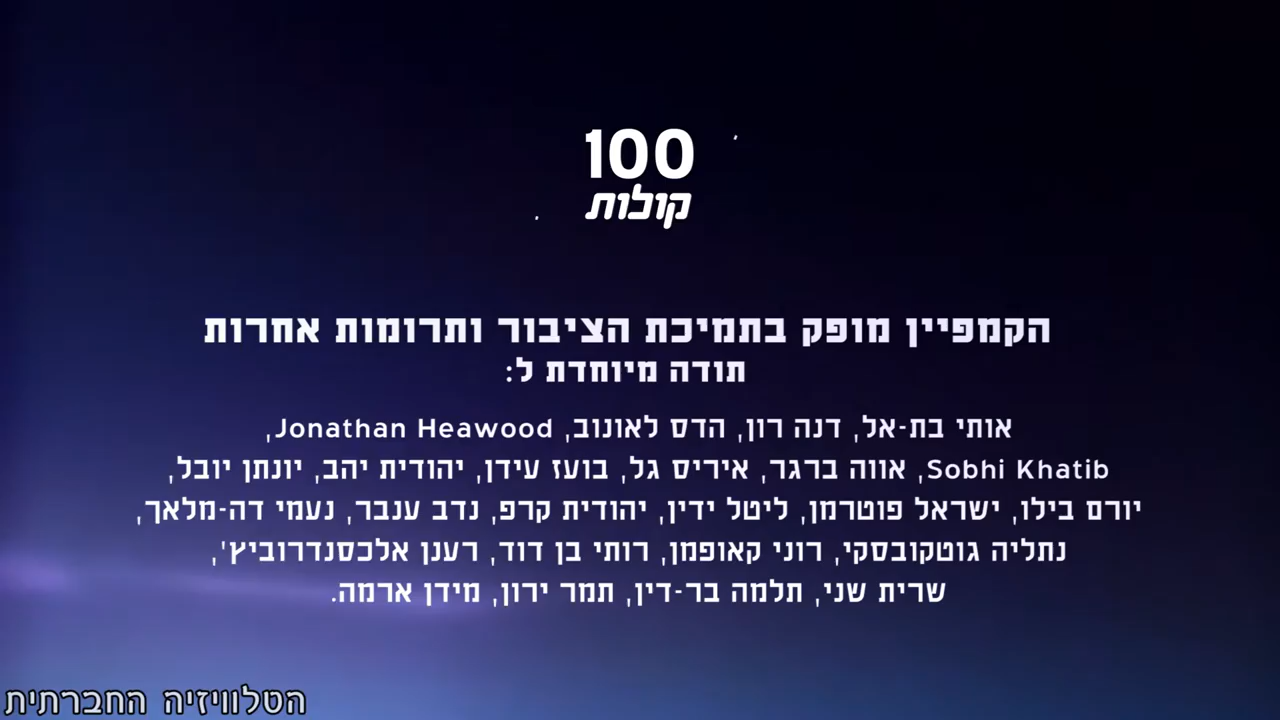 100
קולות
הקמפיין מופק בתמיכת הציבור ותרומות אחרות
תודה מיוחדת ל:
אותי בת-אל, דנה רון, הדס לאונוב, Jonathan Heawood,
Sobhi Khatib, אווה ברגר, איריס גל, בועז עידן, יהודית יהב, יונתן יובל,
יורם בילו, ישראל פוטרמן, ליטל ידין, יהודית קרפ, נדב ענבר, נעמי דה-מלאך,
נתליה גוטקובסקי, רוני קאופמן, רותי בן דוד, רענן אלכסנדרוביץ',
שרית שני, תלמה בר-דין, תמר ירון, מידן ארמה.
הטלוויזיה החברתית